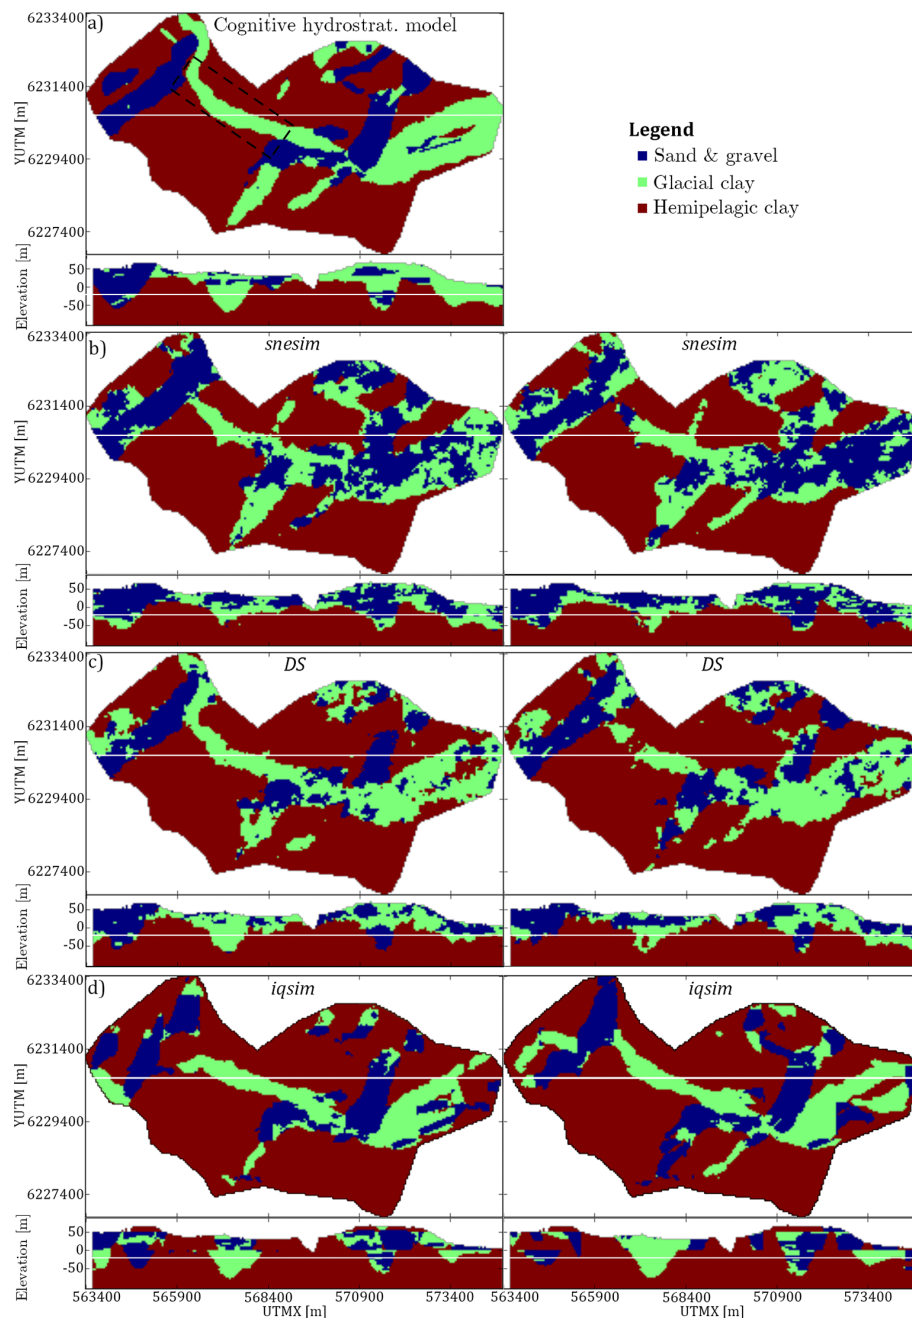 a) Cognitive hydrostrat. model
6233400
6231400
6229400
6227400
YUTM [m]
Legend
Sand & gravel
Glacial clay
Hemipelagic clay
Elevation [m]
50
0
-50
b) snesim snesim
6233400
6231400
6229400
6227400
YUTM [m]
Elevation [m]
50
0
-50
c) DS DS
6233400
6231400
6229400
6227400
YUTM [m]
Elevation [m]
50
0
-50
d) iqsim iqsim
6233400
6231400
6229400
6227400
YUTM [m]
Elevation [m]
50
0
-50
563400 565900 568400 570900 573400 563400 565900 568400 570900 573400
UTMX [m] UTMX [m]